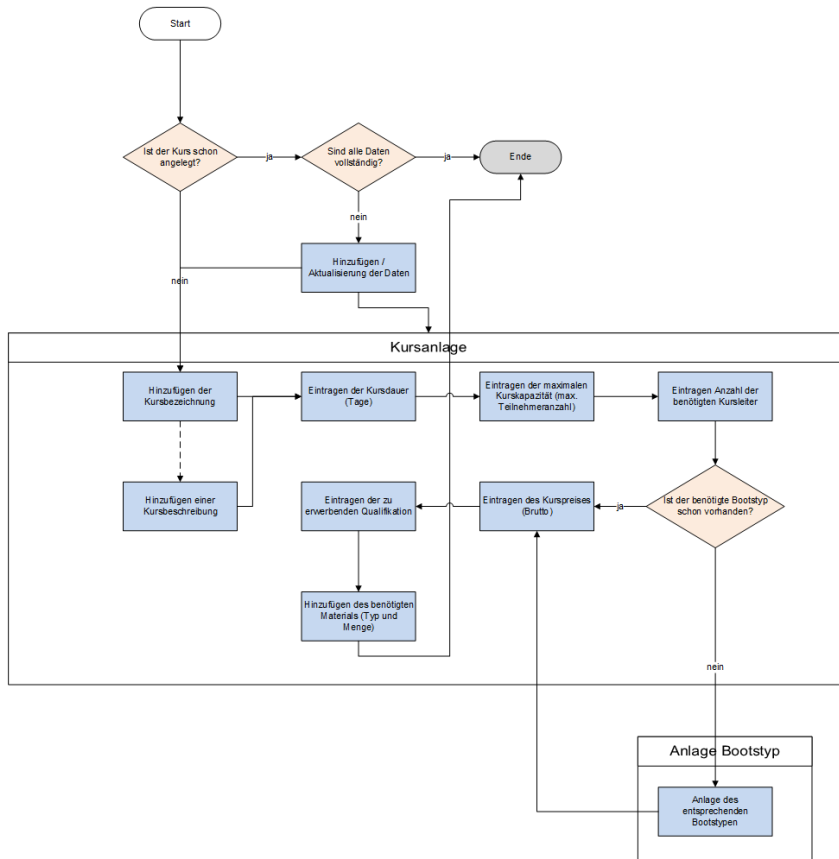 Start
Ist der Kurs schon
angelegt?
ja
Sind alle Daten
vollständig?
ja
Ende
nein
Hinzufügen /
Aktualisierung der Daten
nein
Kursanlage
Hinzufügen der
Kursbezeichnung
Eintragen der Kursdauer
(Tage)
Eintragen der maximalen
Kurskapazität (max.
Teilnehmeranzahl)
Eintragen Anzahl der
benötigten Kursleiter
Hinzufügen einer
Kursbeschreibung
Eintragen der zu
erwerbenden Qualifikation
Eintragen des Kurspreises
(Brutto)
ja
Ist der benötigte Bootstyp
schon vorhanden?
Hinzufügen des benötigten
Materials (Typ und
Menge)
nein
Anlage Bootstyp
Anlage des
entsprechenden
Bootstypen